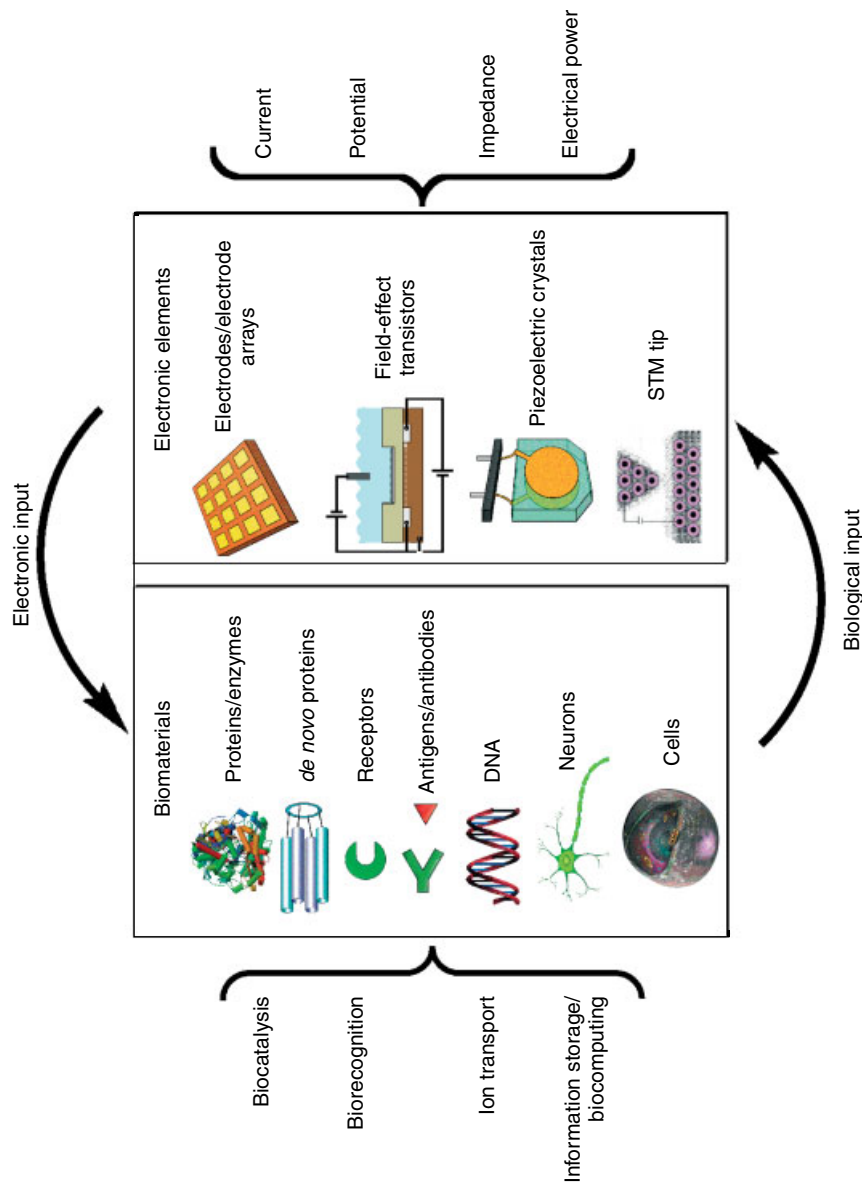 Electronic input
Biocatalysis
Biorecognition
Ion transport
Information storage/
biocomputing
Biomaterials
Proteins/enzymes
de novo proteins
Receptors
Antigens/antibodies
DNA
Neurons
Cells
Electronic elements
Electrodes/electrode
arrays
Field-effect
transistors
Piezoelectric crystals
STM tip
Current
Potential
Impedance
Electrical power
Biological input